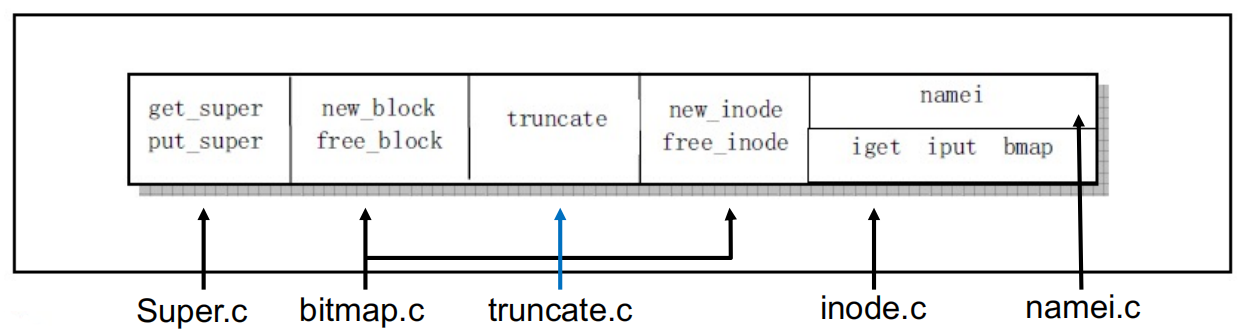 get_super
put_super
new_block
free_block
truncate
new_inode
free_inode
namei
iget iput bmap
Super.c
bitmap.c
truncate.c
inode.c
namei.c